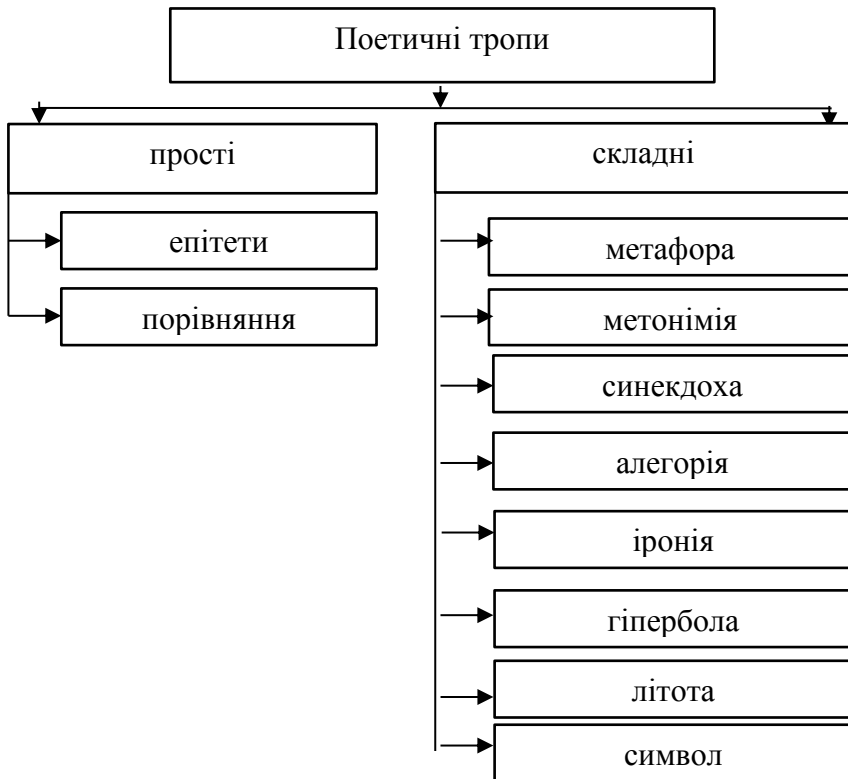 Поетичні тропи
прості
складні
епітети
порівняння
метафора
метонімія
синекдоха
алегорія
іронія
гіпербола
літота
символ